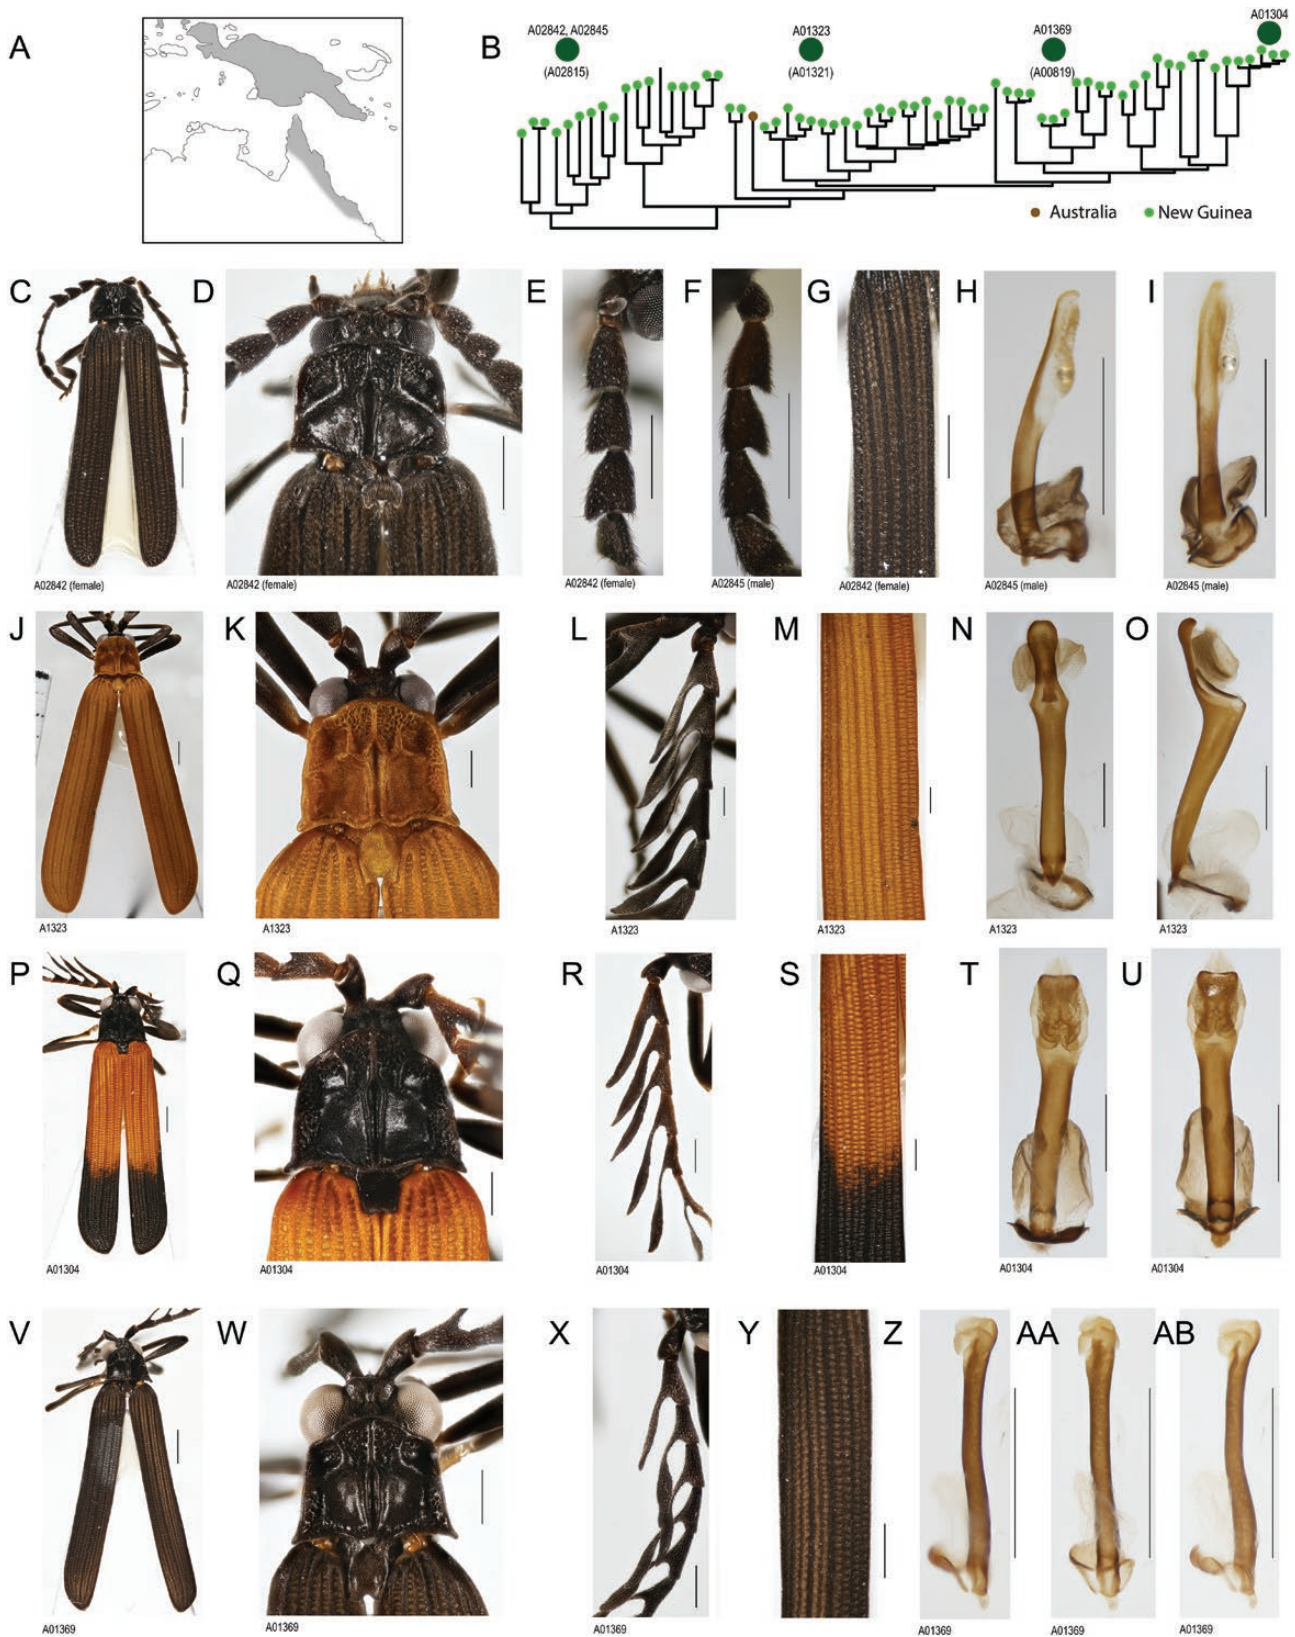 A
B
A02842, A02845
(A02815)
A01323
(A01321)
A01369
(A00819)
A01304
Australia
New Guinea
C
D
E
F
G
H
I
A02842 (female)
A02842 (female)
A02842 (female)
A02845 (male)
A02842 (female)
A02845 (male)
A02845 (male)
J
K
L
M
N
O
A1323
A1323
A1323
A1323
A1323
A1323
P
Q
R
S
T
U
A01304
A01304
A01304
A01304
A01304
A01304
V
W
X
Y
Z
AA
AB
A01369
A01369
A01369
A01369
A01369
A01369